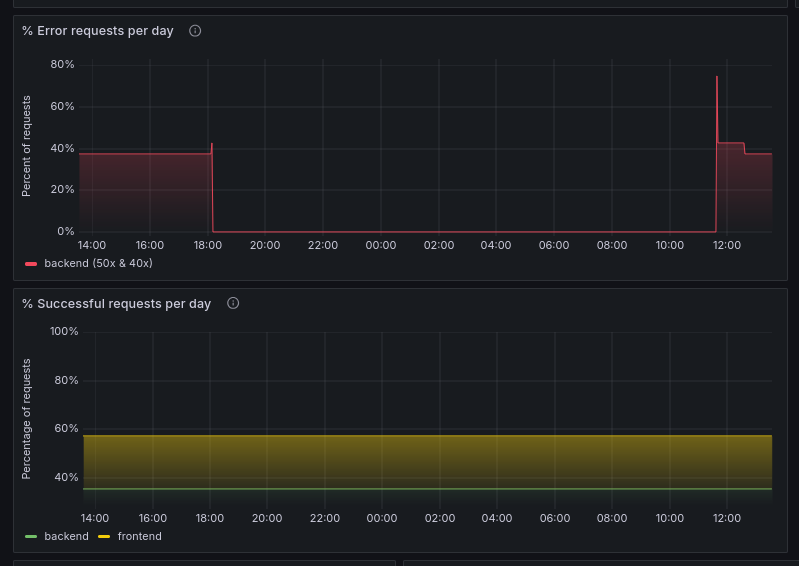 % Error requests per day
Percent of requests
80%
60%
40%
20%
0%
14:00 16:00 18:00 20:00 22:00 00:00 02:00 04:00 06:00 08:00 10:00 12:00
backend (50x & 40x)
% Successful requests per day
Percentage of requests
100%
80%
60%
40%
14:00 16:00 18:00 20:00 22:00 00:00 02:00 04:00 06:00 08:00 10:00 12:00
backend frontend